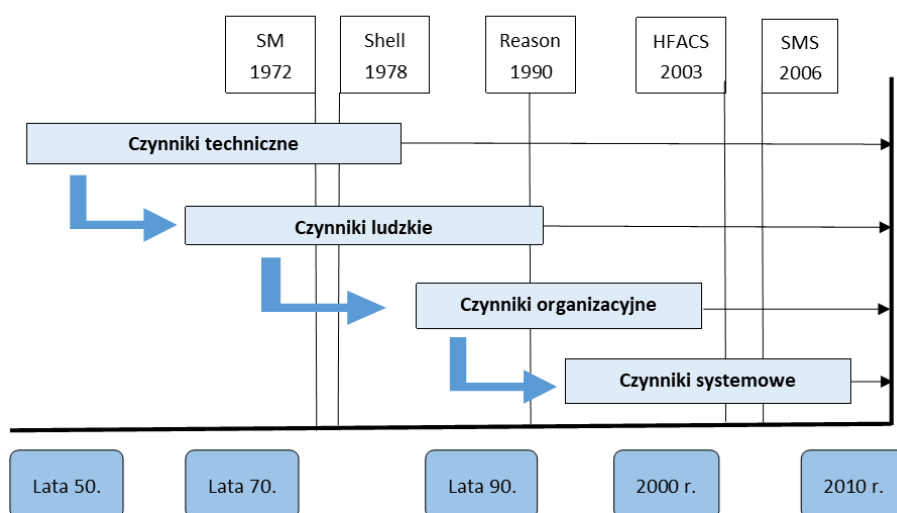 SM
1972
Shell
1978
Reason
1990
HFACS
2003
SMS
2006
Czynniki techniczne
Czynniki ludzkie
Czynniki organizacyjne
Czynniki systemowe
Lata 50.
Lata 70.
Lata 90.
2000 r.
2010 r.